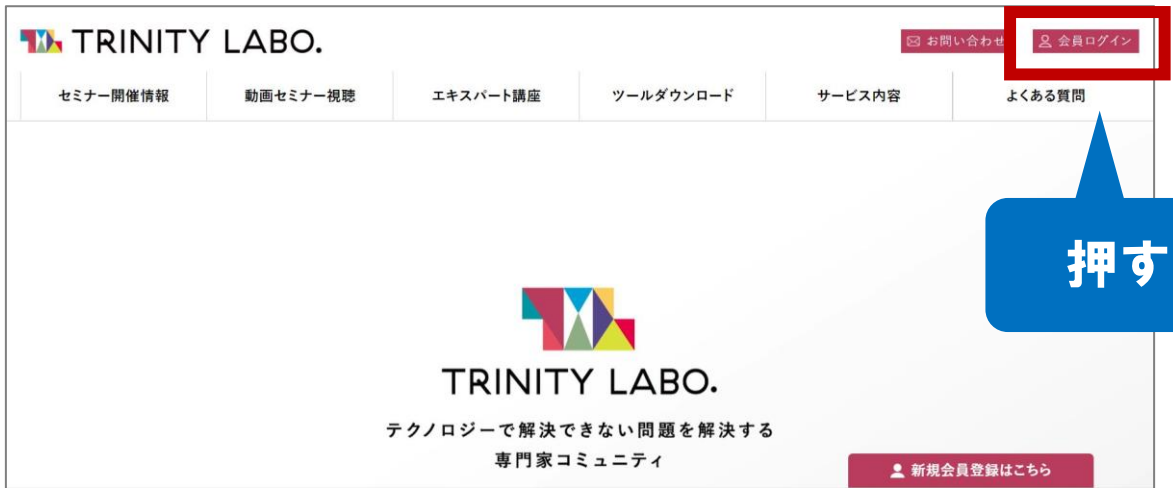 TRINITY LABO.
お問い合わせ
会員ログイン
セミナー開催情報
動画セミナー視聴
エキスパート講座
ツールダウンロード
サービス内容
よくある質問
押す
TRINITY LABO.
テクノロジーで解決できない問題を解決する
専門家コミュニティ
新規会員登録はこちら